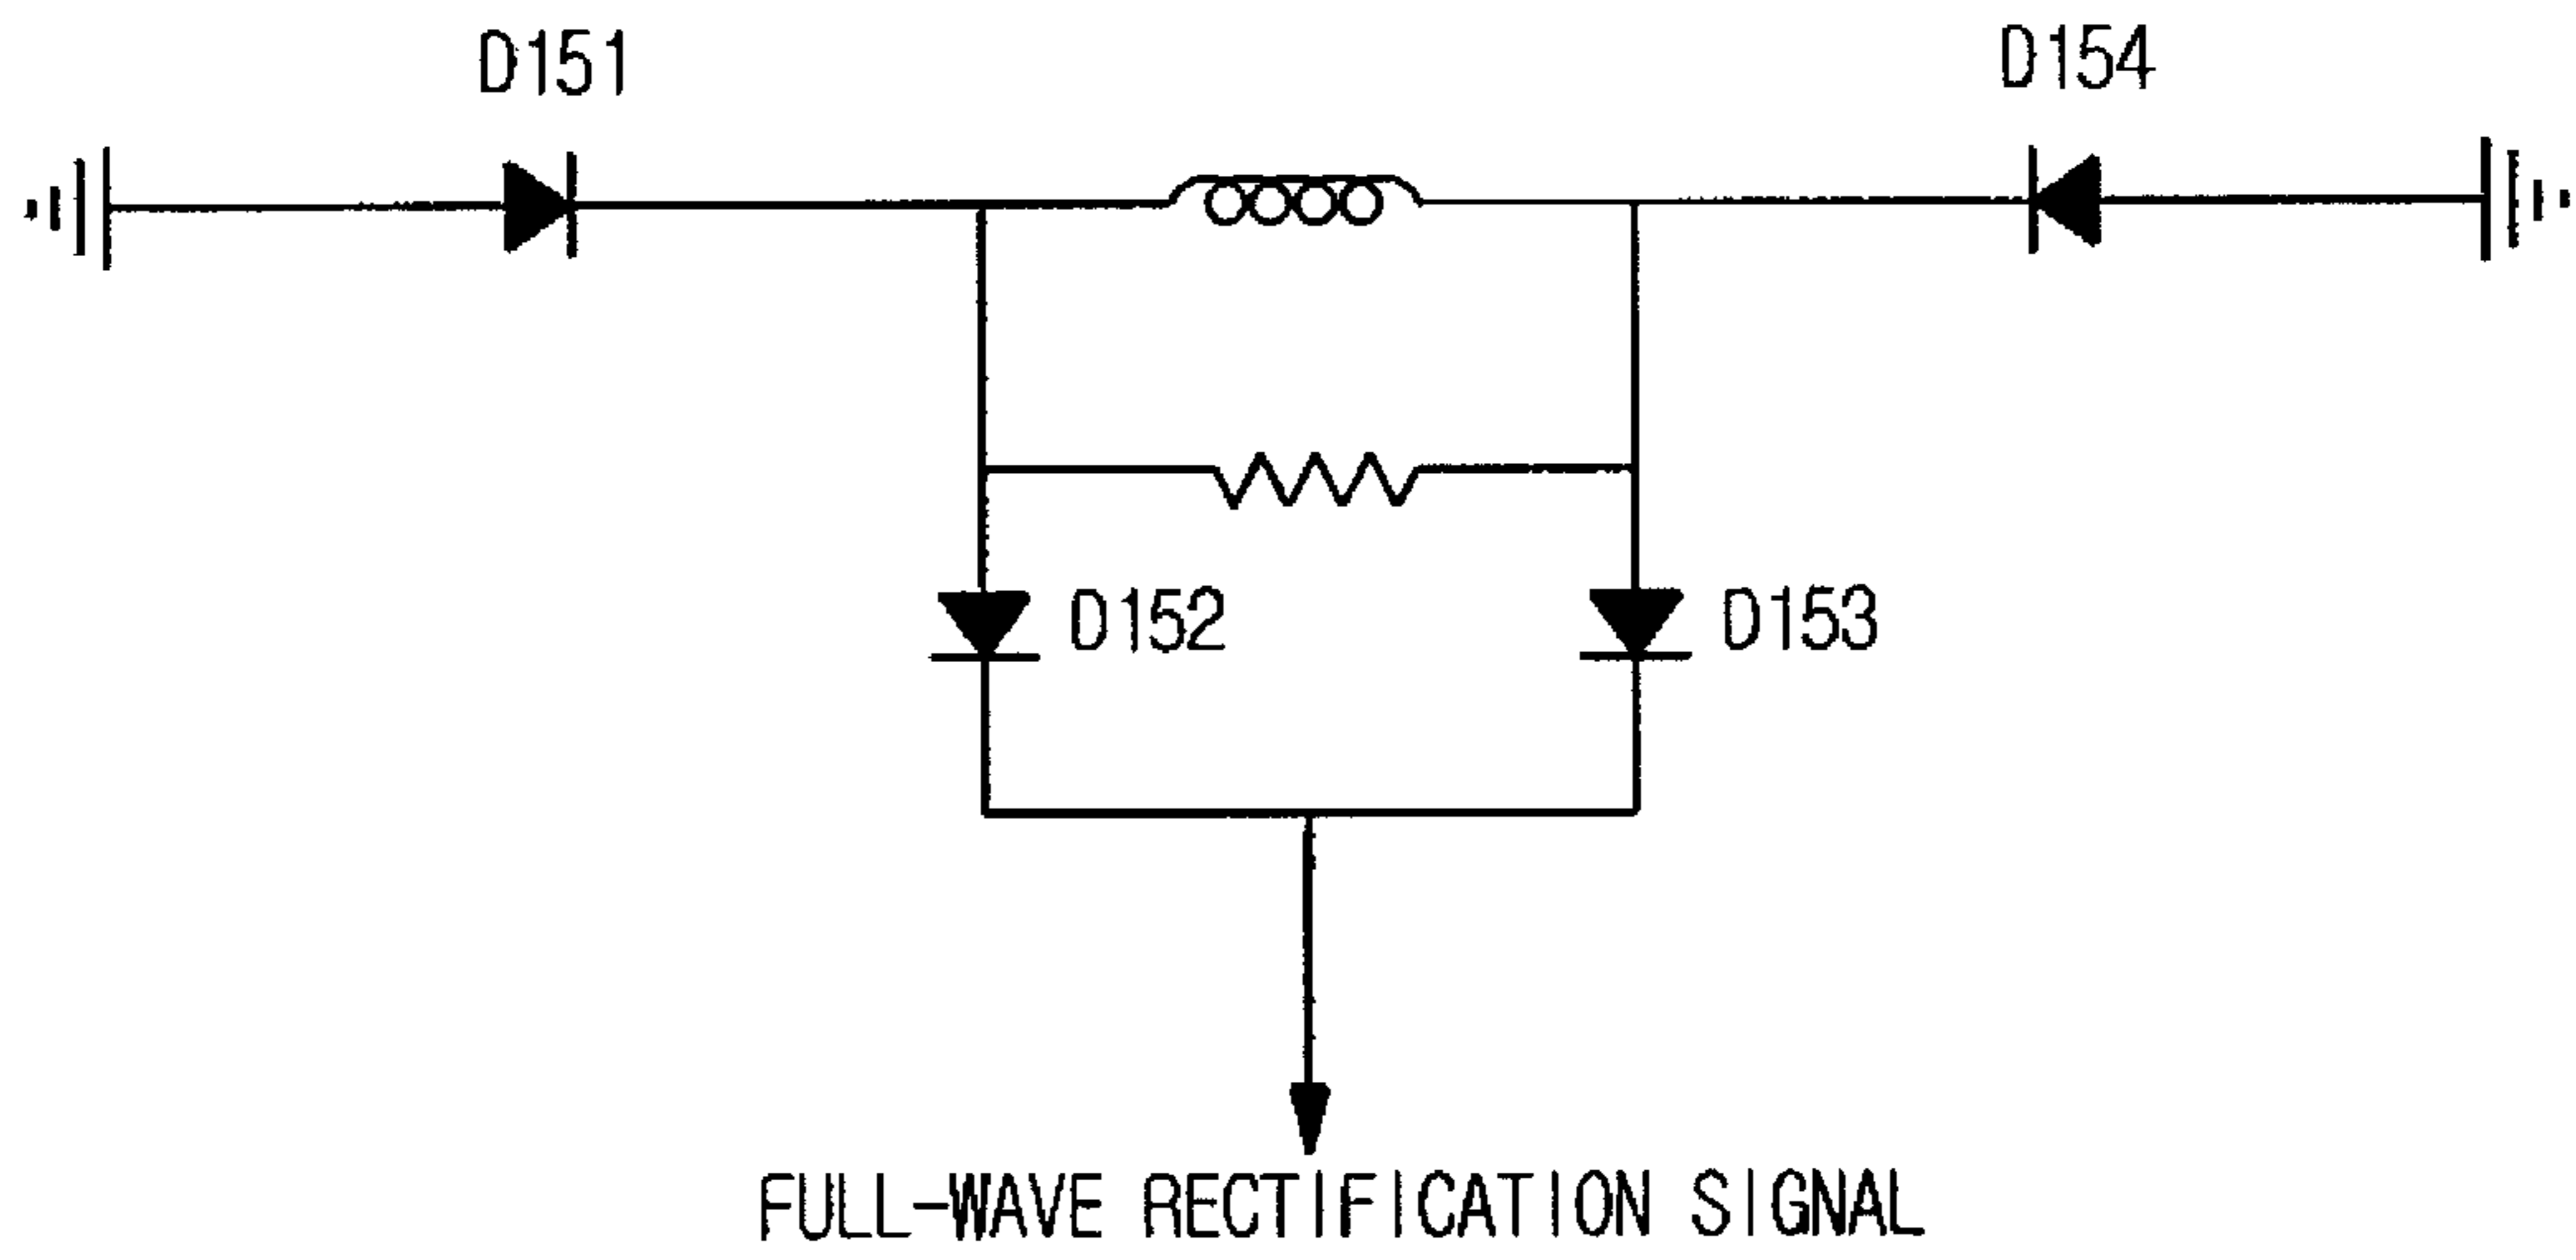 D151
D154
D152
D153
FULL-WAVE RECTIFICATION SIGNAL